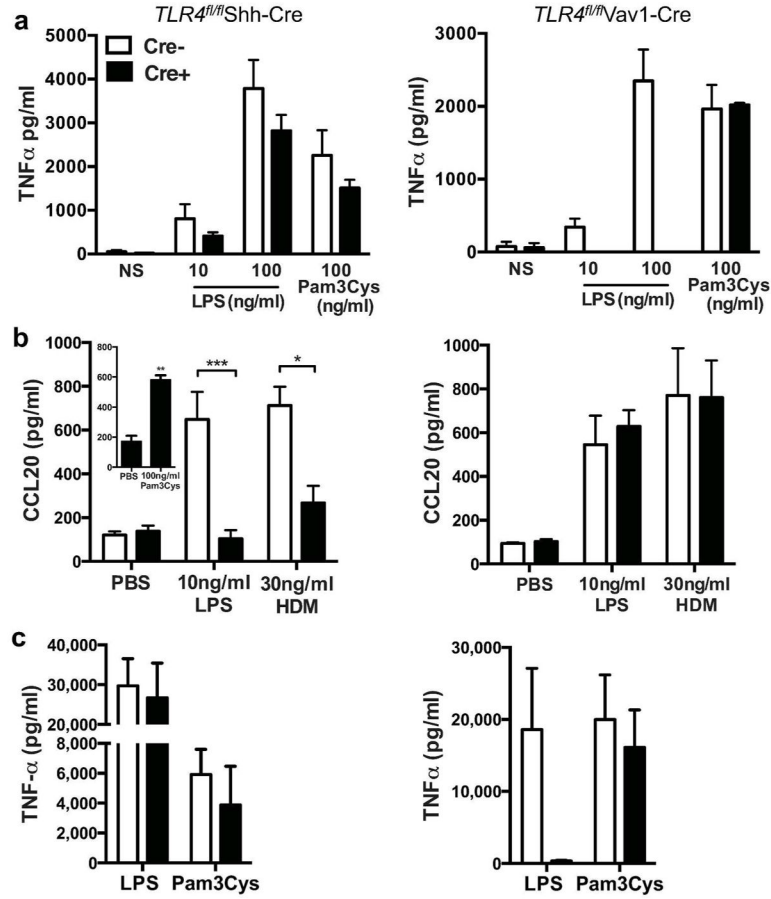 a
TLR4fl/flShh-Cre
TLR4fl/flVav1-Cre
Cre-
Cre+
TNFα pg/ml
5000
4000
3000
2000
1000
0
NS
10
100
100
LPS (ng/ml)
Pam3Cys
(ng/ml)
TNFα (pg/ml)
3000
2000
1000
0
NS
10
100
100
LPS (ng/ml)
Pam3Cys
(ng/ml)
b
CCL20 (pg/ml)
1000
800
600
400
200
0
800
600
400
200
0
**
PBS
100ng/ml
Pam3Cys
***
*
PBS
10ng/ml
LPS
30ng/ml
HDM
CCL20 (pg/ml)
1000
800
600
400
200
0
PBS
10ng/ml
LPS
30ng/ml
HDM
c
TNF-α (pg/ml)
40,000
30,000
20,000
8,000
6,000
4,000
2,000
0
LPS
Pam3Cys
TNFα (pg/ml)
30,000
20,000
10,000
0
LPS
Pam3Cys